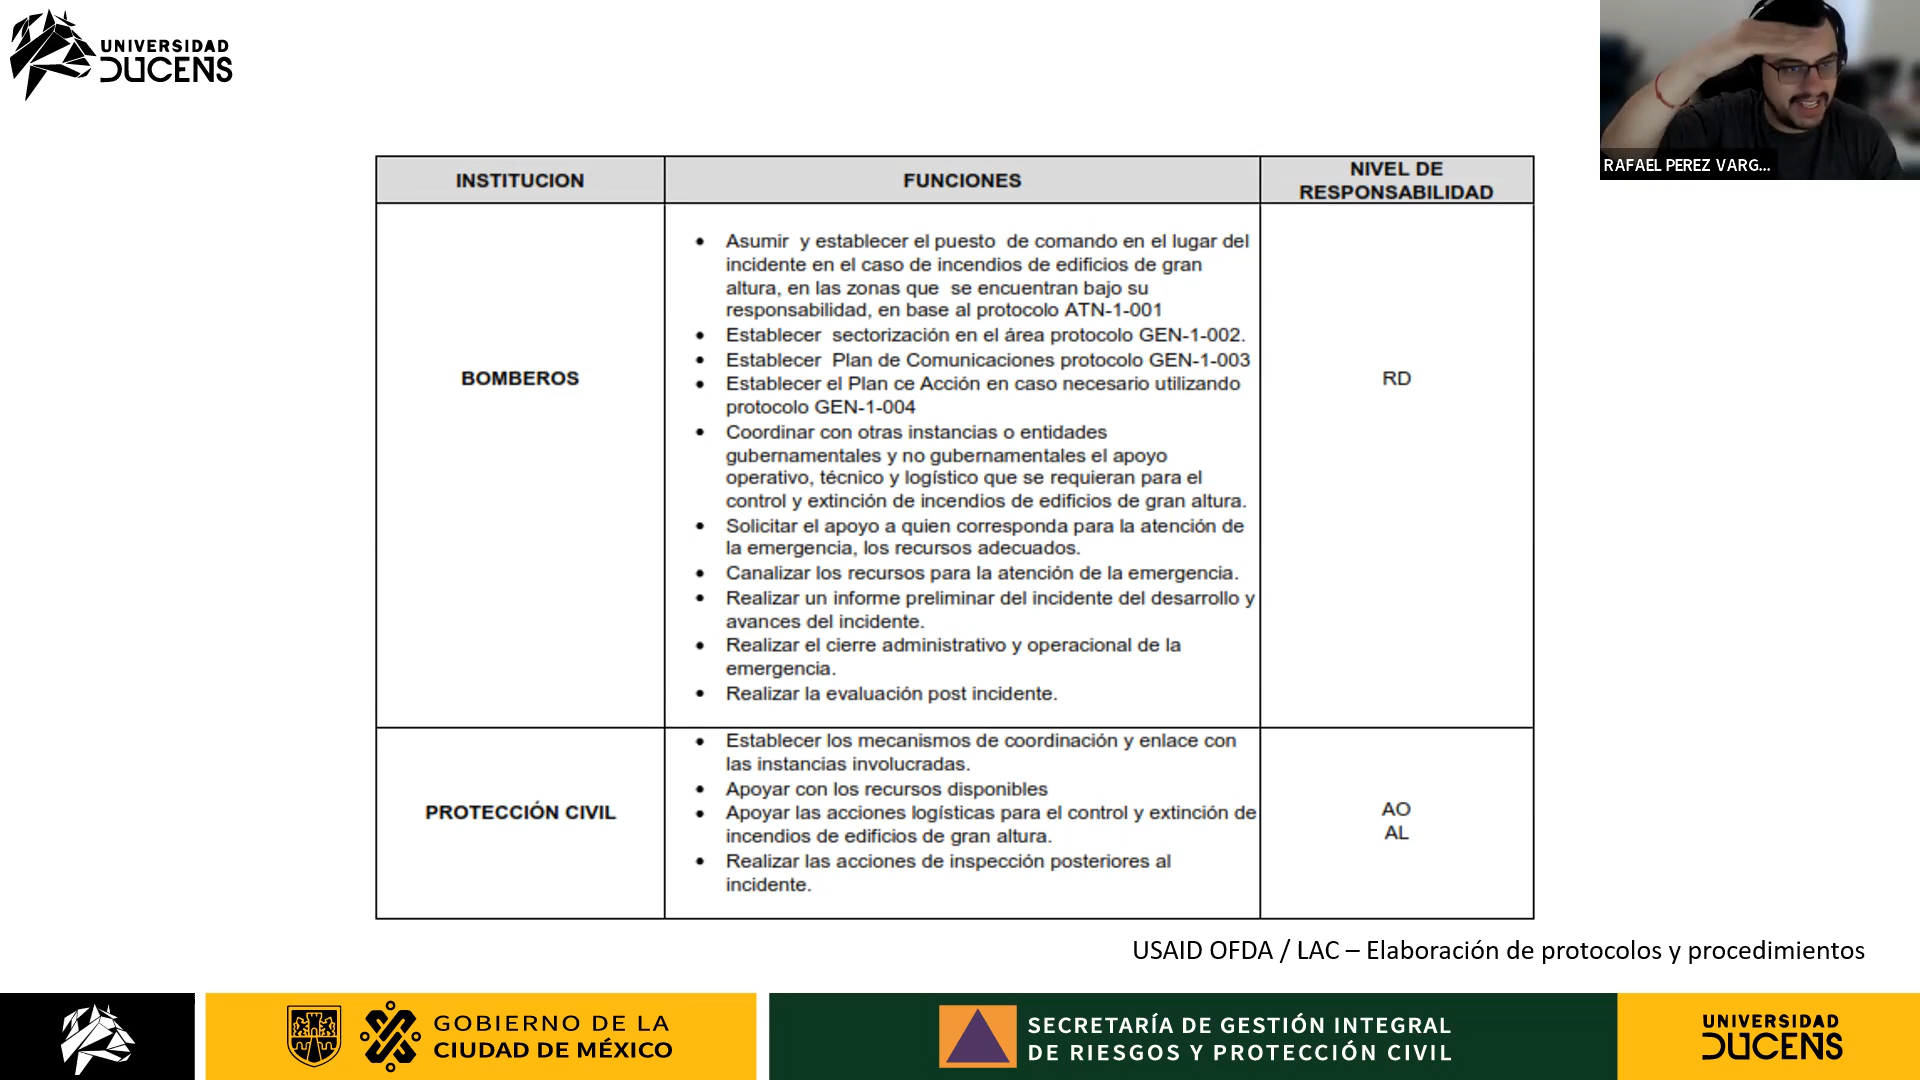 UNIVERSIDAD
DUCENS
RAFAEL PEREZ VARG...
INSTITUCION
FUNCIONES
NIVEL DE
RESPONSABILIDAD
BOMBEROS
• Asumir y establecer el puesto de comando en el lugar del
incidente en el caso de incendios de edificios de gran
altura, en las zonas que se encuentran bajo su
responsabilidad, en base al protocolo ATN-1-001
• Establecer sectorización en el área protocolo GEN-1-002.
• Establecer Plan de Comunicaciones protocolo GEN-1-003
• Establecer el Plan ce Acción en caso necesario utilizando
protocolo GEN-1-004
• Coordinar con otras instancias o entidades
gubernamentales y no gubernamentales el apoyo
operativo, técnico y logístico que se requieran para el
control y extinción de incendios de edificios de gran altura.
• Solicitar el apoyo a quien corresponda para la atención de
la emergencia, los recursos adecuados.
• Canalizar los recursos para la atención de la emergencia.
• Realizar un informe preliminar del incidente del desarrollo y
avances del incidente.
• Realizar el cierre administrativo y operacional de la
emergencia.
• Realizar la evaluación post incidente.
RD
PROTECCIÓN CIVIL
• Establecer los mecanismos de coordinación y enlace con
las instancias involucradas.
• Apoyar con los recursos disponibles
• Apoyar las acciones logísticas para el control y extinción de
incendios de edificios de gran altura.
• Realizar las acciones de inspección posteriores al
incidente.
AO
AL
USAID OFDA / LAC – Elaboración de protocolos y procedimientos
GOBIERNO DE LA
CIUDAD DE MÉXICO
SECRETARÍA DE GESTIÓN INTEGRAL
DE RIESGOS Y PROTECCIÓN CIVIL
UNIVERSIDAD
DUCENS